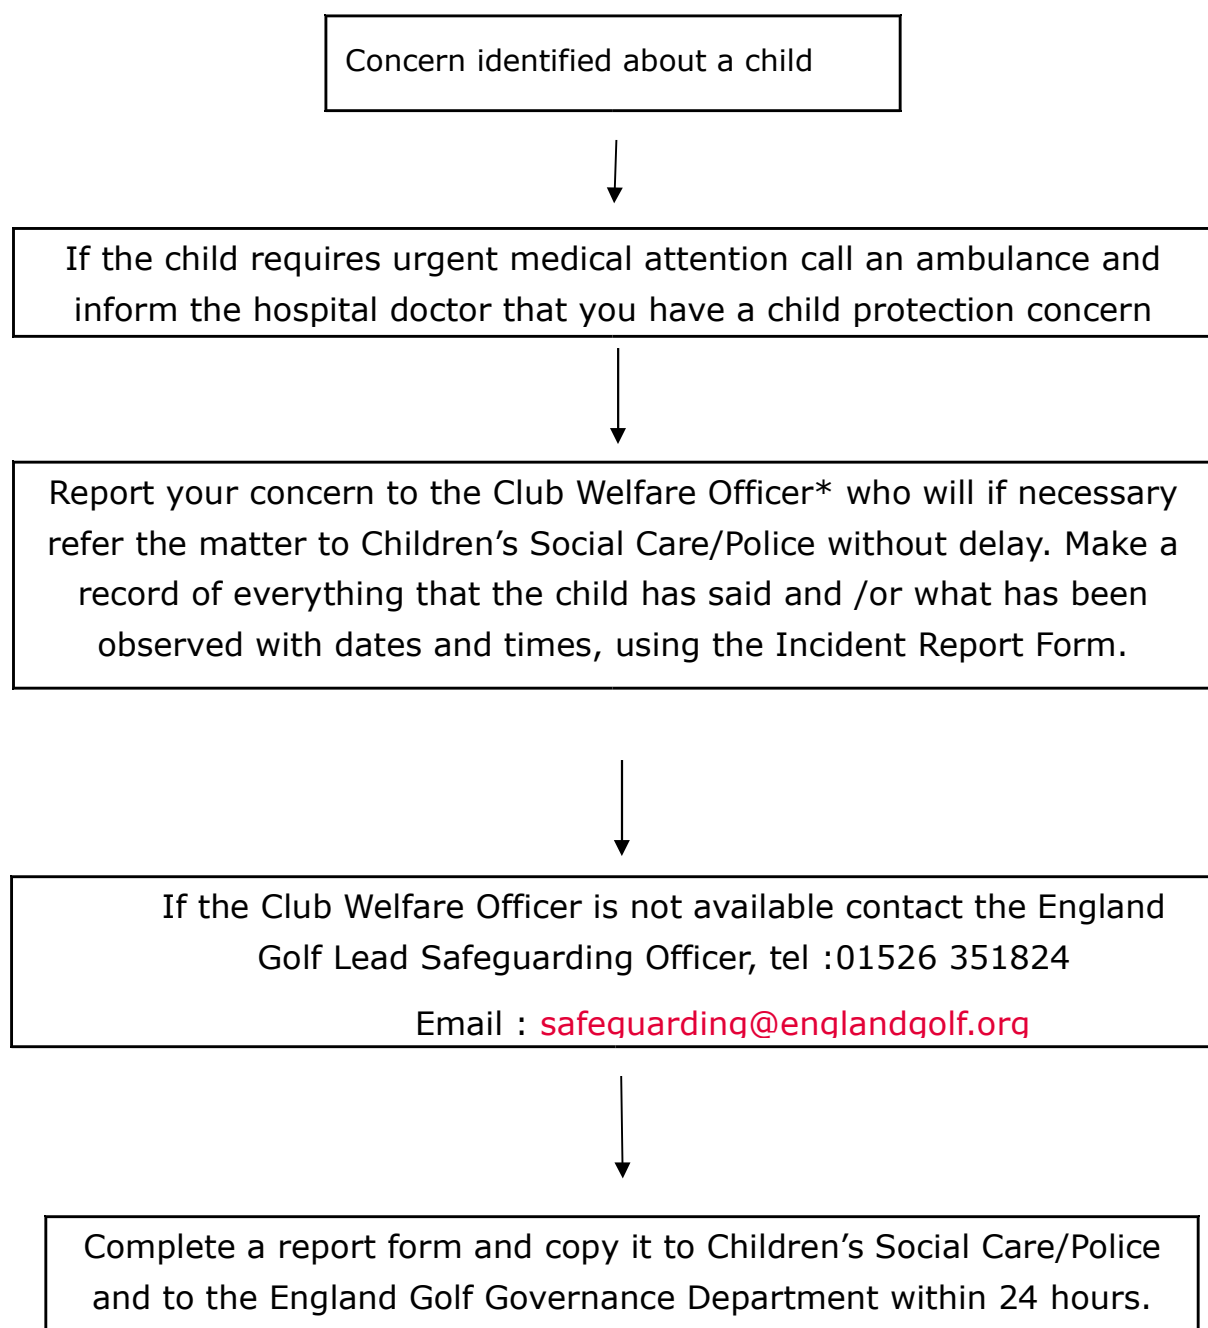 Concern identified about a child
If the child requires urgent medical attention call an ambulance and
inform the hospital doctor that you have a child protection concern
Report your concern to the Club Welfare Officer* who will if necessary
refer the matter to Children’s Social Care/Police without delay. Make a
record of everything that the child has said and /or what has been
observed with dates and times, using the Incident Report Form.
If the Club Welfare Officer is not available contact the England
Golf Lead Safeguarding Officer, tel :01526 351824
Email : safeguarding@englandgolf.org
Complete a report form and copy it to Children’s Social Care/Police
and to the England Golf Governance Department within 24 hours.